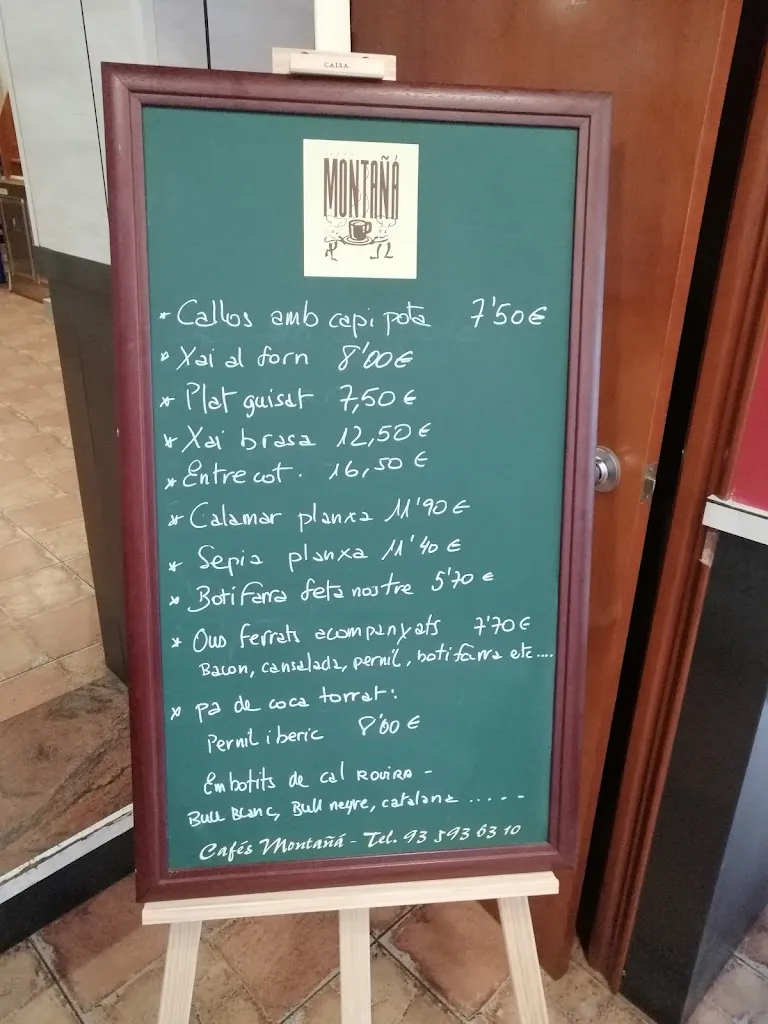 CAISA
MONTAÑÁ
* Callos amb capi pota 7'50 €
* Xai al forn 8'00 €
* Plat guisat 7,50 €
* Xai brasa 12,50 €
* Entrecot. 16,50 €
* Calamar planxa 11'90 €
* Sepia planxa 11'40 €
* Botifarra feta nostre 5'70 €
* Ous ferrats acompanyats 7'70 €
Bacon, cansalada, pernil, botifarra etc....
* pa de coca torrat:
Pernil iberic 8'00 €
Embotits de cal ROVIRA -
Bull Blanc, Bull negre, catalana .....
Cafés Montañá - Tel. 93 593 63 10